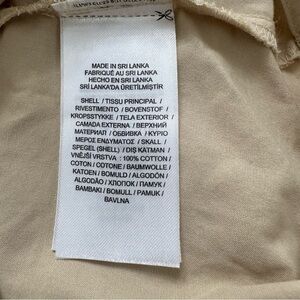 MADE IN SRI LANKA
FABRIQUÉ AU SRI LANKA
HECHO EN SRI LANKA
SRİ LANKA'DA ÜRETİLMİŞTİR
SHELL / TISSU PRINCIPAL /
RIVESTIMENTO / BOVENSTOF /
KROPSSTYKKE / TELA EXTERIOR /
CAMADA EXTERNA / ВЕРХНИЙ
МАТЕРИАЛ / ОБВИВКА / ΚΥΡΙΟ
ΜΕΡΟΣ ΕΝΔΥΜΑΤΟΣ / SKALL /
SPEGEL (SHELL) / DIŞ KATMAN /
VNĚJŠÍ VRSTVA : 100% COTTON /
COTON / COTONE / BAUMWOLLE /
KATOEN / BOMULD / ALGODÓN /
ALGODÃO / ХЛОПОК / ПАМУК /
ΒΑΜΒΑΚΙ / BOMULL / PAMUK /
BAVLNA